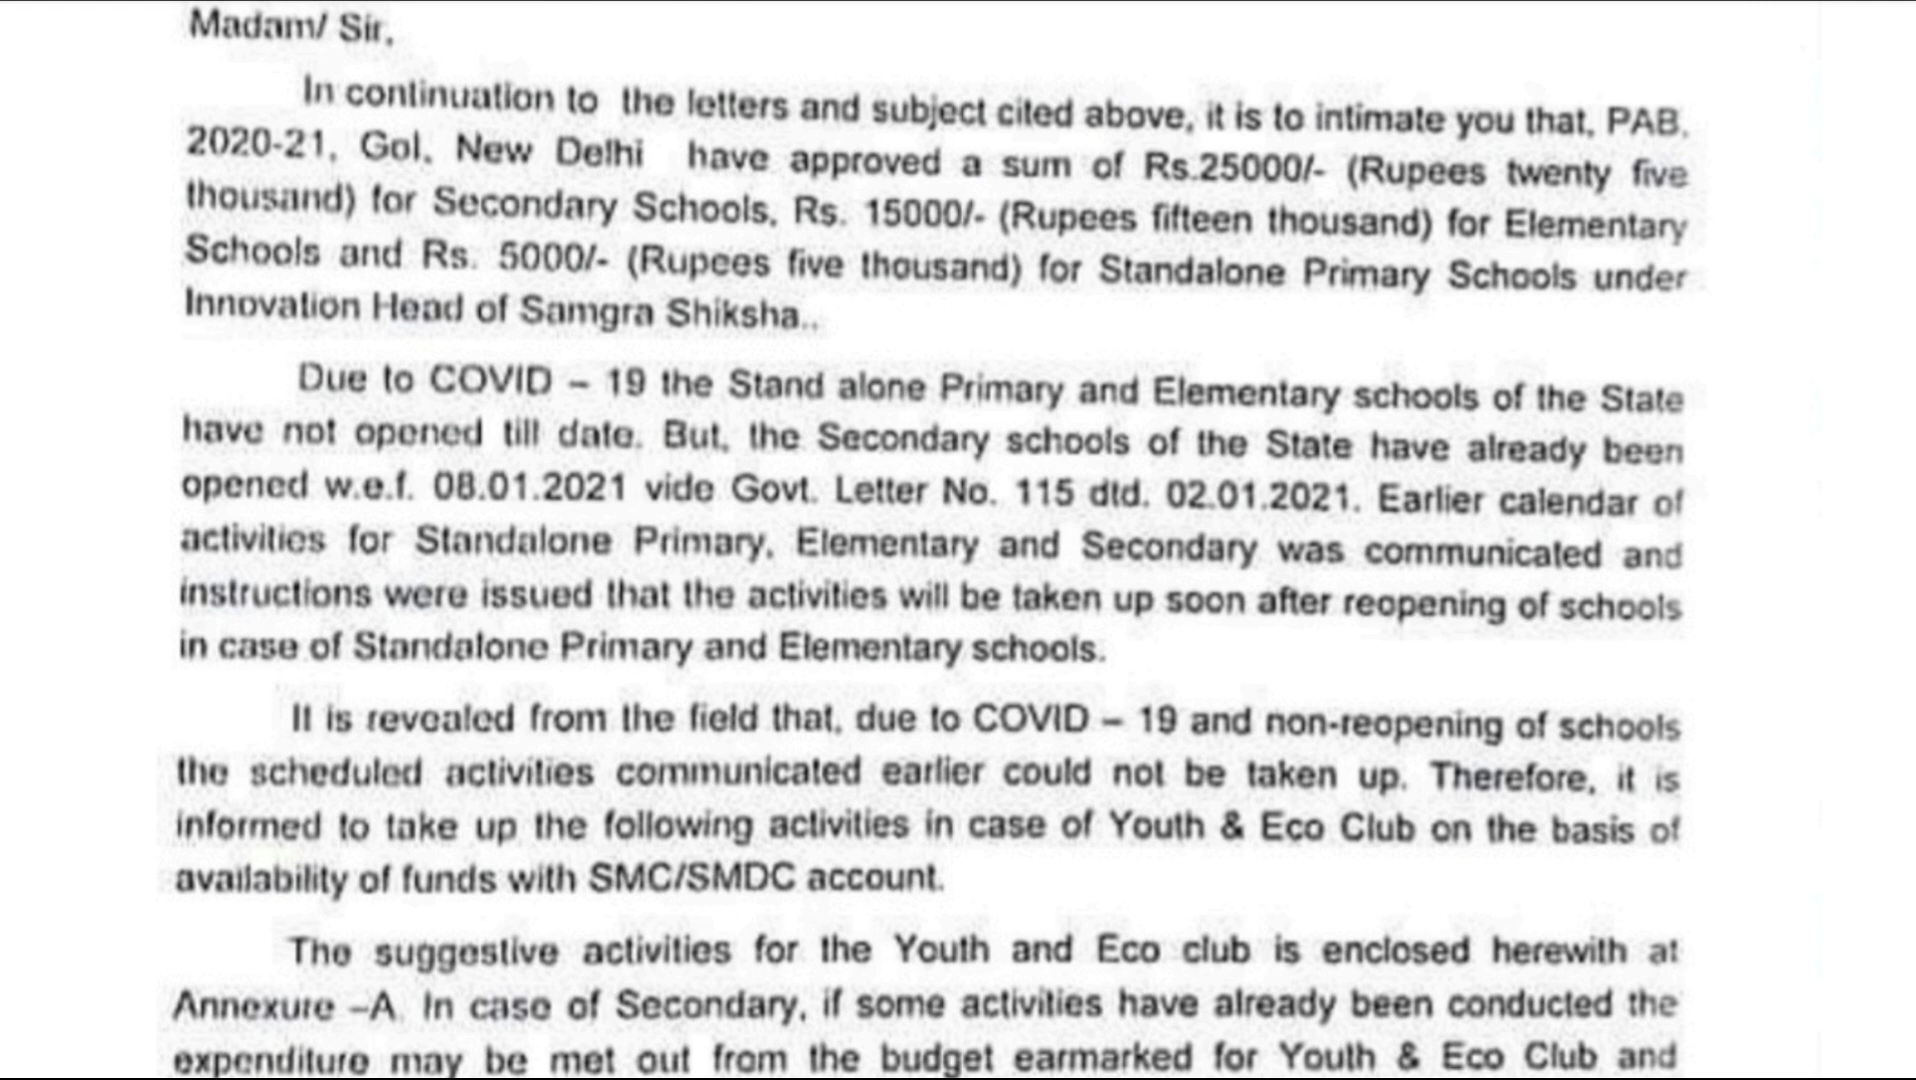 Madam/ Sir,
In continuation to the letters and subject cited above, it is to intimate you that, PAB,
2020-21, GoI, New Delhi have approved a sum of Rs.25000/- (Rupees twenty five
thousand) for Secondary Schools, Rs. 15000/- (Rupees fifteen thousand) for Elementary
Schools and Rs. 5000/- (Rupees five thousand) for Standalone Primary Schools under
Innovation Head of Samgra Shiksha..
Due to COVID – 19 the Stand alone Primary and Elementary schools of the State
have not opened till date. But, the Secondary schools of the State have already been
opened w.e.f. 08.01.2021 vide Govt. Letter No. 115 dtd. 02.01.2021. Earlier calendar of
activities for Standalone Primary, Elementary and Secondary was communicated and
instructions were issued that the activities will be taken up soon after reopening of schools
in case of Standalone Primary and Elementary schools.
It is revealed from the field that, due to COVID – 19 and non-reopening of schools
the scheduled activities communicated earlier could not be taken up. Therefore, it is
informed to take up the following activities in case of Youth & Eco Club on the basis of
availability of funds with SMC/SMDC account.
The suggestive activities for the Youth and Eco club is enclosed herewith at
Annexure –A. In case of Secondary, if some activities have already been conducted the
expenditure may be met out from the budget earmarked for Youth & Eco Club and